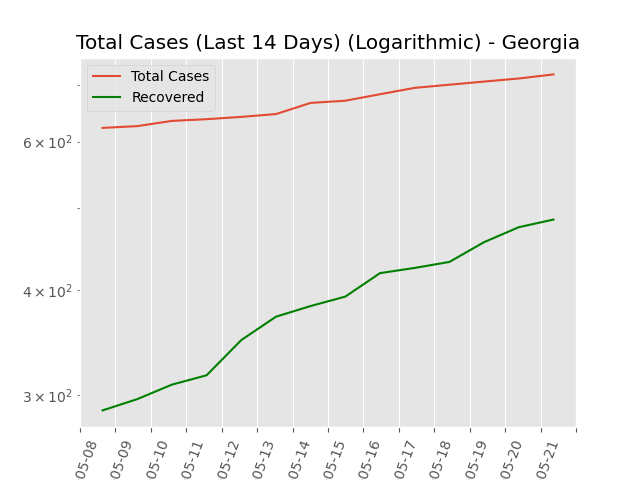 Total Cases (Last 14 Days) (Logarithmic) - Georgia
Total Cases
Recovered
6 × 10²
4 × 10²
3 × 10²
05-08
05-09
05-10
05-11
05-12
05-13
05-14
05-15
05-16
05-17
05-18
05-19
05-20
05-21